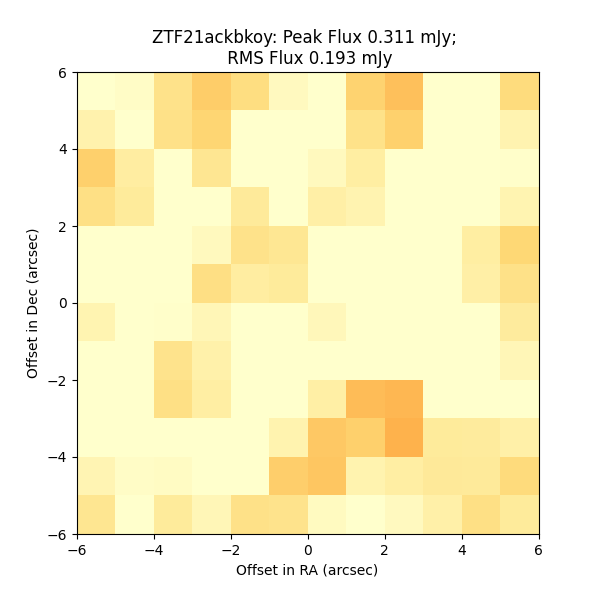 ZTF21ackbkoy: Peak Flux 0.311 mJy;
RMS Flux 0.193 mJy
6
4
2
0
−2
−4
−6
Offset in Dec (arcsec)
−6 −4 −2 0 2 4 6
Offset in RA (arcsec)